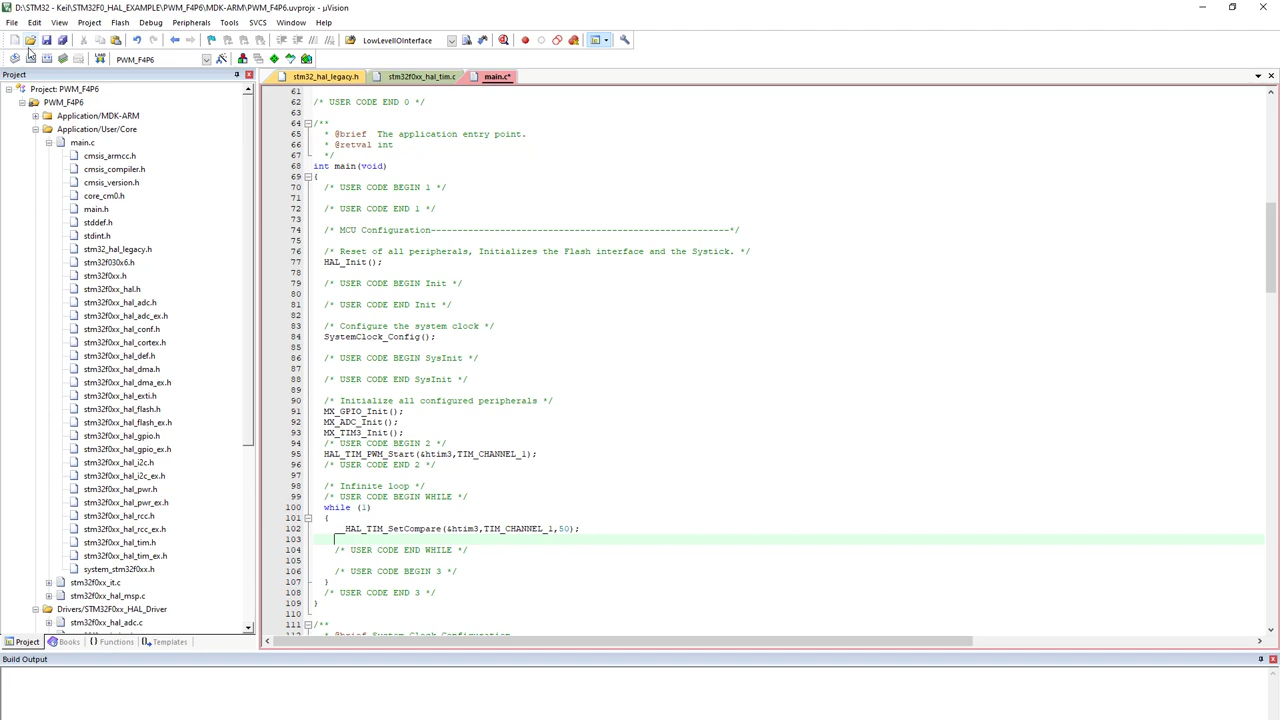 D:\STM32 - Keil\STM32F0_HAL_EXAMPLE\PWM_F4P6\MDK-ARM\PWM_F4P6.uvprojx - µVision
File Edit View Project Flash Debug Peripherals Tools SVCS Window Help
LowLevelIOInterface
PWM_F4P6
Project
stm32_hal_legacy.h stm32f0xx_hal_tim.c main.c*
Project: PWM_F4P6
PWM_F4P6
Application/MDK-ARM
Application/User/Core
main.c
cmsis_armcc.h
cmsis_compiler.h
cmsis_version.h
core_cm0.h
main.h
stddef.h
stdint.h
stm32_hal_legacy.h
stm32f030x6.h
stm32f0xx.h
stm32f0xx_hal.h
stm32f0xx_hal_adc.h
stm32f0xx_hal_adc_ex.h
stm32f0xx_hal_conf.h
stm32f0xx_hal_cortex.h
stm32f0xx_hal_def.h
stm32f0xx_hal_dma.h
stm32f0xx_hal_dma_ex.h
stm32f0xx_hal_exti.h
stm32f0xx_hal_flash.h
stm32f0xx_hal_flash_ex.h
stm32f0xx_hal_gpio.h
stm32f0xx_hal_gpio_ex.h
stm32f0xx_hal_i2c.h
stm32f0xx_hal_i2c_ex.h
stm32f0xx_hal_pwr.h
stm32f0xx_hal_pwr_ex.h
stm32f0xx_hal_rcc.h
stm32f0xx_hal_rcc_ex.h
stm32f0xx_hal_tim.h
stm32f0xx_hal_tim_ex.h
system_stm32f0xx.h
stm32f0xx_it.c
stm32f0xx_hal_msp.c
Drivers/STM32F0xx_HAL_Driver
stm32f0xx_hal_adc.c
Project Books {} Functions Templates
61
62 /* USER CODE END 0 */
63
64 /**
65 * @brief The application entry point.
66 * @retval int
67 */
68 int main(void)
69 {
70 /* USER CODE BEGIN 1 */
71
72 /* USER CODE END 1 */
73
74 /* MCU Configuration--------------------------------------------------------*/
75
76 /* Reset of all peripherals, Initializes the Flash interface and the Systick. */
77 HAL_Init();
78
79 /* USER CODE BEGIN Init */
80
81 /* USER CODE END Init */
82
83 /* Configure the system clock */
84 SystemClock_Config();
85
86 /* USER CODE BEGIN SysInit */
87
88 /* USER CODE END SysInit */
89
90 /* Initialize all configured peripherals */
91 MX_GPIO_Init();
92 MX_ADC_Init();
93 MX_TIM3_Init();
94 /* USER CODE BEGIN 2 */
95 HAL_TIM_PWM_Start(&htim3,TIM_CHANNEL_1);
96 /* USER CODE END 2 */
97
98 /* Infinite loop */
99 /* USER CODE BEGIN WHILE */
100 while (1)
101 {
102 __HAL_TIM_SetCompare(&htim3,TIM_CHANNEL_1,50);
103
104 /* USER CODE END WHILE */
105
106 /* USER CODE BEGIN 3 */
107 }
108 /* USER CODE END 3 */
109 }
110
111 /**
112 * @brief System Clock Configuration
Build Output